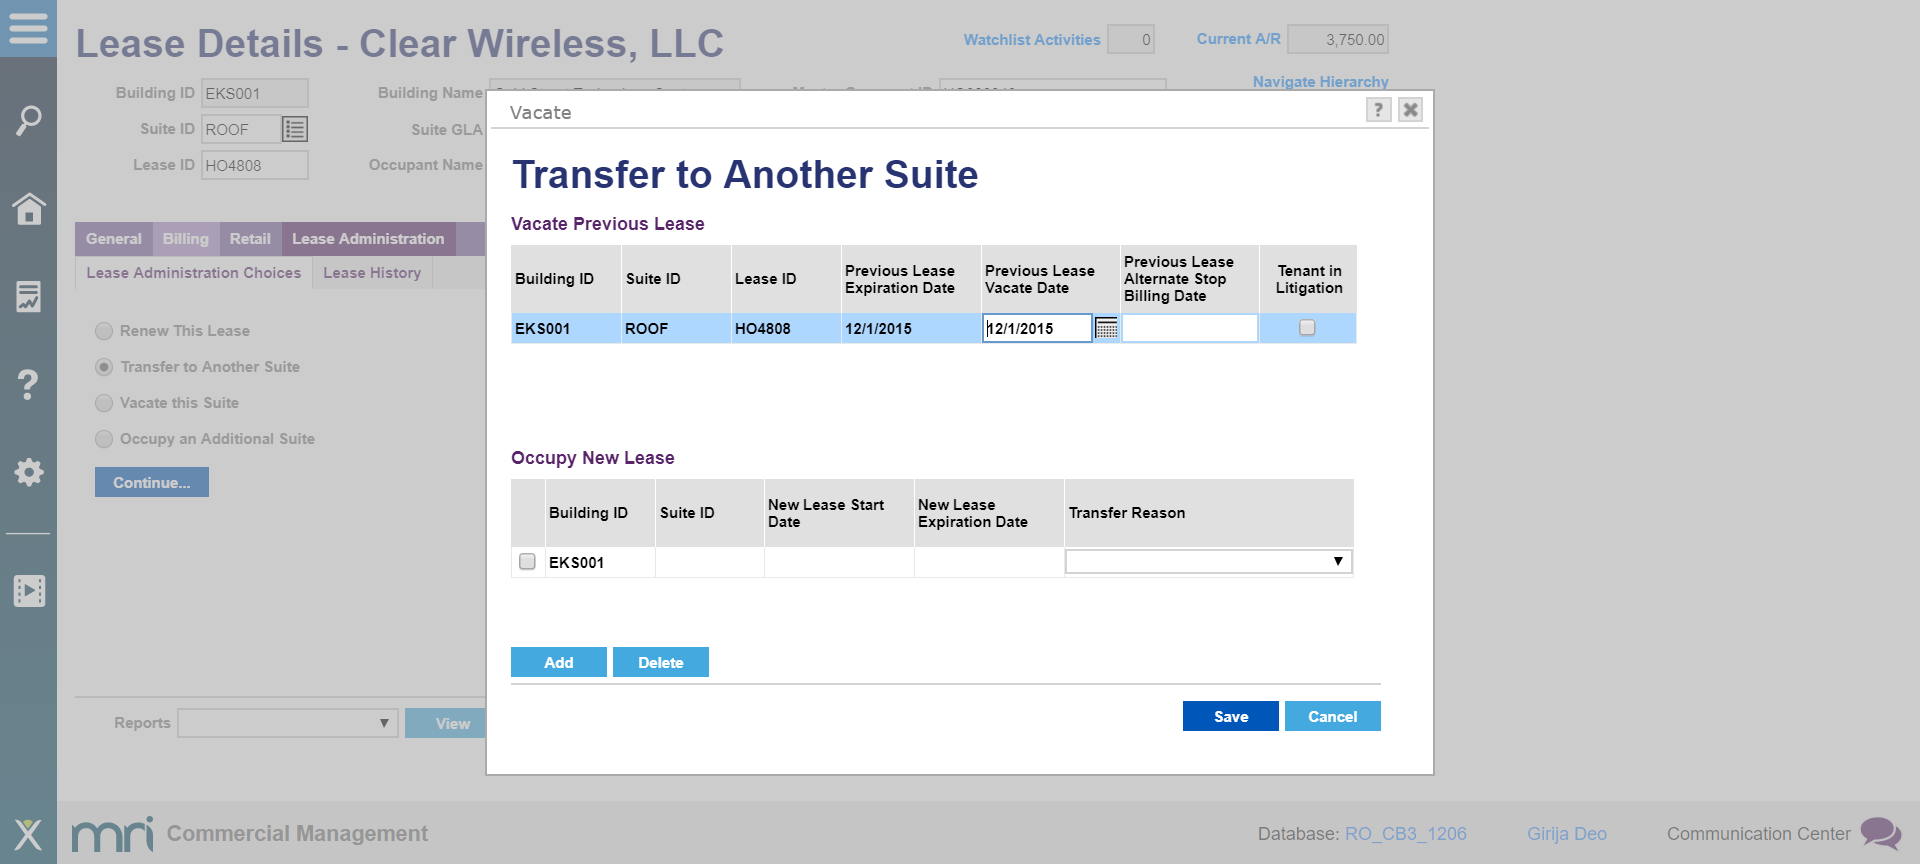 Lease Details - Clear Wireless, LLC
Watchlist Activities 0
Current A/R 3,750.00
Navigate Hierarchy
Building ID EKS001
Building Name
Suite ID ROOF
Suite GLA
Lease ID HO4808
Occupant Name
General Billing Retail Lease Administration
Lease Administration Choices Lease History
Renew This Lease
Transfer to Another Suite
Vacate this Suite
Occupy an Additional Suite
Continue...
Reports
View
Vacate
?
Transfer to Another Suite
Vacate Previous Lease
Building ID
Suite ID
Lease ID
Previous Lease
Expiration Date
Previous Lease
Vacate Date
Previous Lease
Alternate Stop
Billing Date
Tenant in
Litigation
EKS001 ROOF HO4808 12/1/2015 12/1/2015
Occupy New Lease
Building ID
Suite ID
New Lease Start
Date
New Lease
Expiration Date
Transfer Reason
EKS001
Add Delete
Save Cancel
mri Commercial Management
Database: RO_CB3_1206
Girija Deo
Communication Center